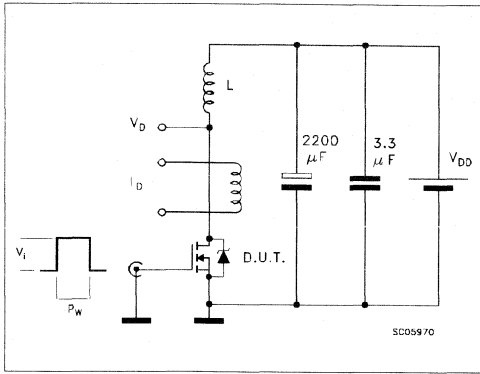 L
V_D
2200
μF
3.3
μF
V_DD
I_D
V_i
D.U.T.
P_W
SC05970